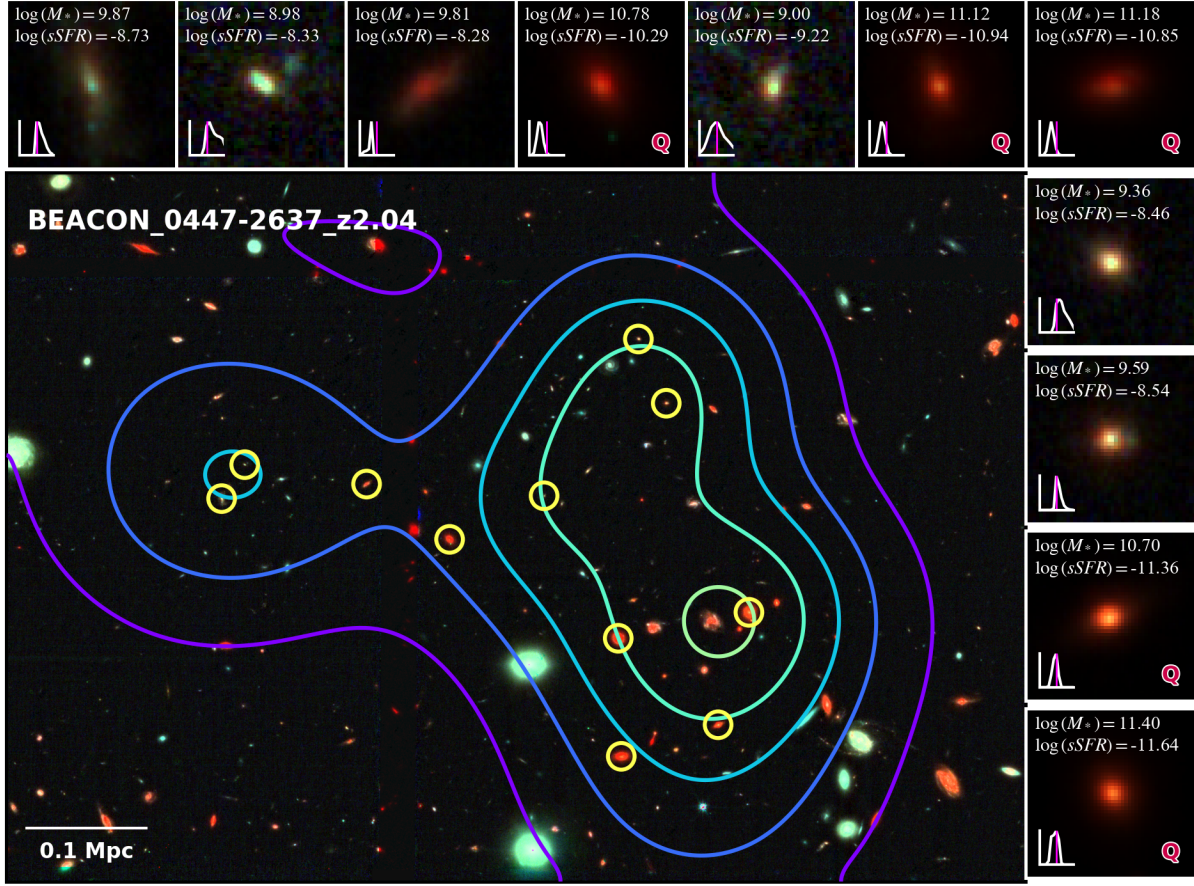 log(M*) = 9.87
log(sSFR) = -8.73
log(M*) = 8.98
log(sSFR) = -8.33
log(M*) = 9.81
log(sSFR) = -8.28
log(M*) = 10.78
log(sSFR) = -10.29
Q
log(M*) = 9.00
log(sSFR) = -9.22
log(M*) = 11.12
log(sSFR) = -10.94
Q
log(M*) = 11.18
log(sSFR) = -10.85
Q
BEACON_0447-2637_z2.04
log(M*) = 9.36
log(sSFR) = -8.46
log(M*) = 9.59
log(sSFR) = -8.54
log(M*) = 10.70
log(sSFR) = -11.36
Q
log(M*) = 11.40
log(sSFR) = -11.64
Q
0.1 Mpc